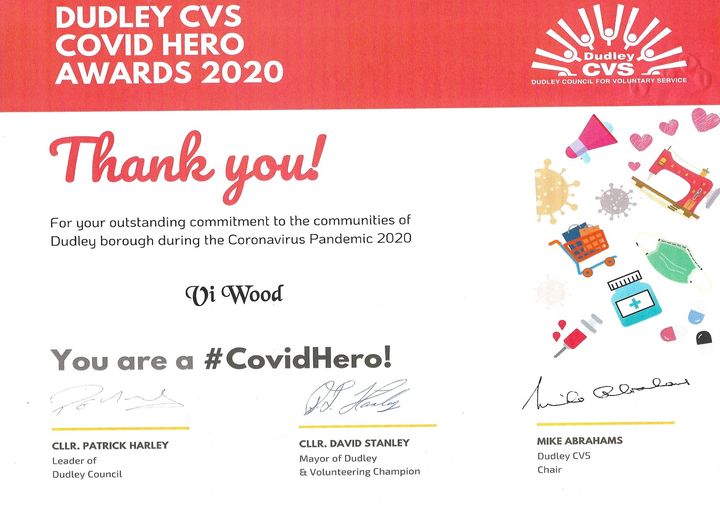 DUDLEY CVS
COVID HERO
AWARDS 2020
Dudley
CVS
DUDLEY COUNCIL FOR VOLUNTARY SERVICE
Thank you!
For your outstanding commitment to the communities of
Dudley borough during the Coronavirus Pandemic 2020
Vi Wood
You are a #CovidHero!
CLLR. PATRICK HARLEY
Leader of
Dudley Council
CLLR. DAVID STANLEY
Mayor of Dudley
& Volunteering Champion
MIKE ABRAHAMS
Dudley CVS
Chair